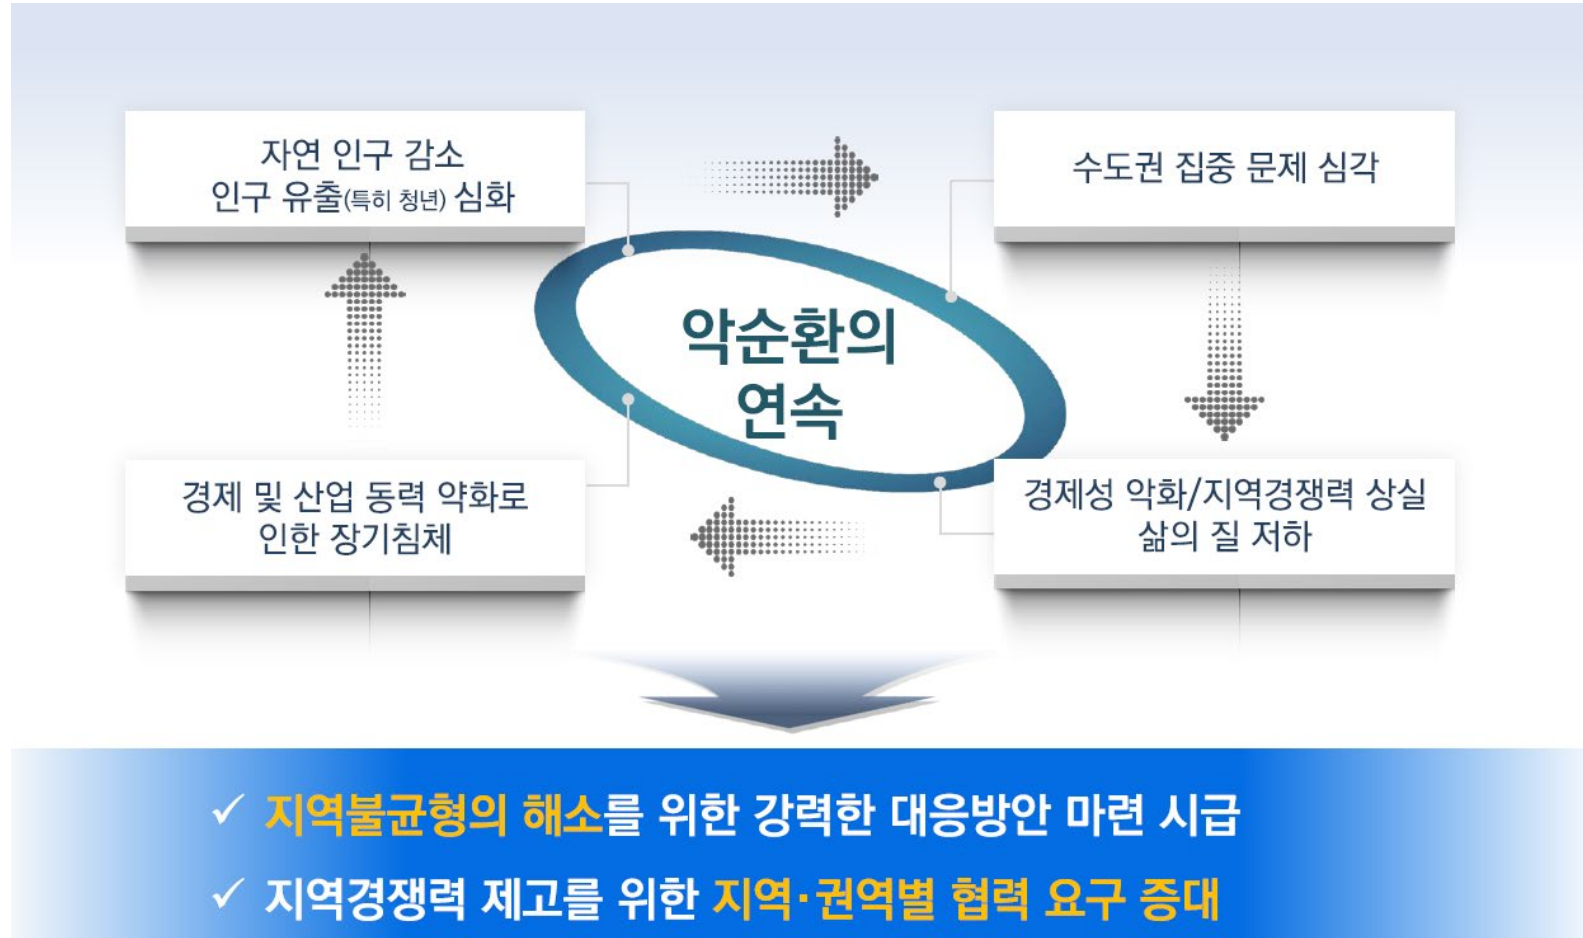 자연 인구 감소
인구 유출(특히 청년) 심화
수도권 집중 문제 심각
악순환의
연속
경제 및 산업 동력 약화로
인한 장기침체
경제성 악화/지역경쟁력 상실
삶의 질 저하
✓ 지역불균형의 해소를 위한 강력한 대응방안 마련 시급
✓ 지역경쟁력 제고를 위한 지역·권역별 협력 요구 증대